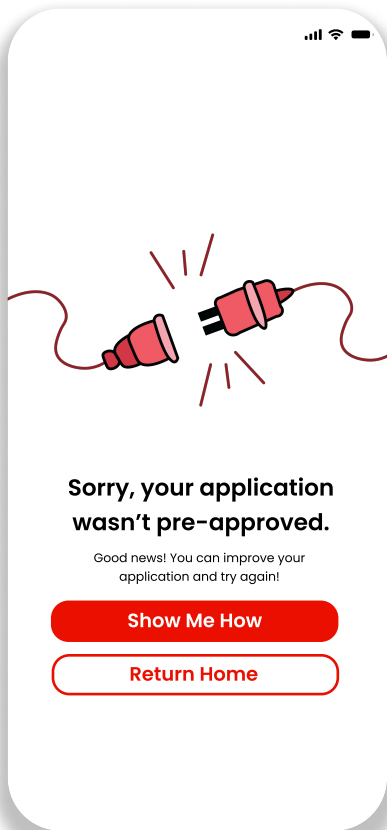 Sorry, your application
wasn’t pre-approved.
Good news! You can improve your
application and try again!
Show Me How
Return Home